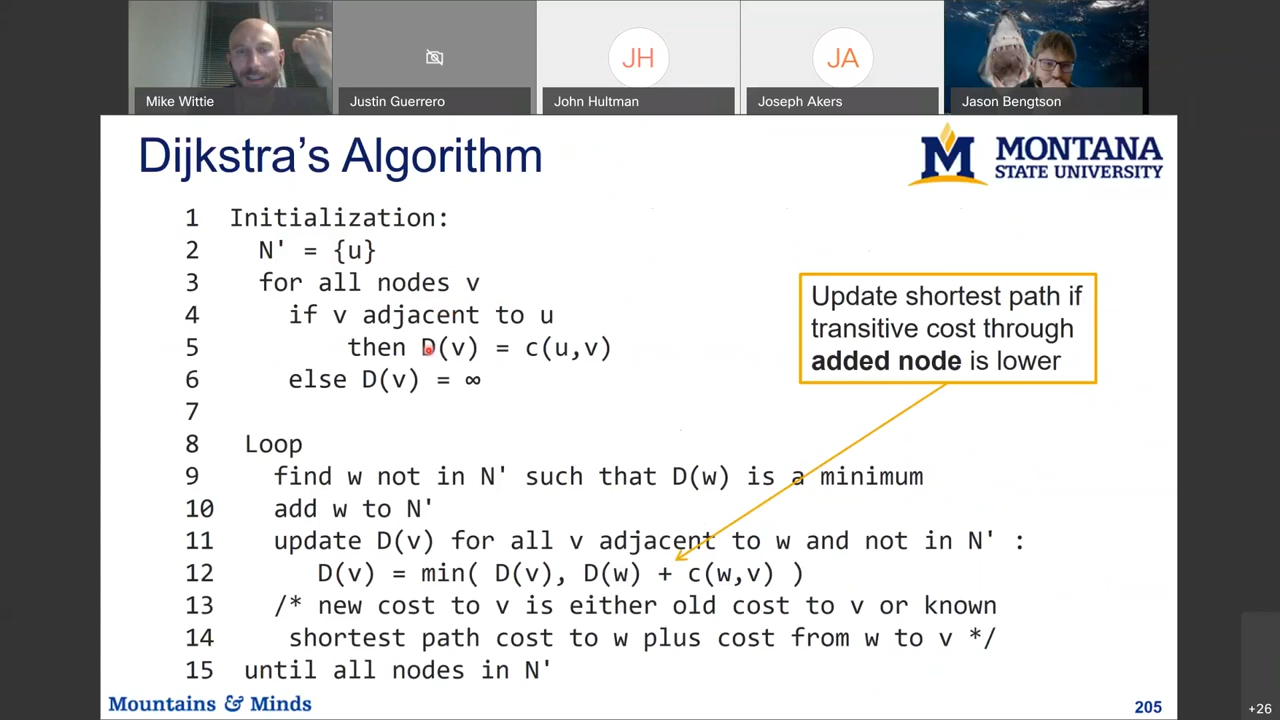 JH
JA
Mike Wittie
Justin Guerrero
John Hultman
Joseph Akers
Jason Bengtson
Dijkstra's Algorithm
MONTANA
STATE UNIVERSITY
1 Initialization:
2 N' = {u}
3 for all nodes v
4 if v adjacent to u
5 then D(v) = c(u,v)
6 else D(v) = ∞
7
8 Loop
9 find w not in N' such that D(w) is a minimum
10 add w to N'
11 update D(v) for all v adjacent to w and not in N' :
12 D(v) = min( D(v), D(w) + c(w,v) )
13 /* new cost to v is either old cost to v or known
14 shortest path cost to w plus cost from w to v */
15 until all nodes in N'
Update shortest path if
transitive cost through
added node is lower
Mountains & Minds
205
+26